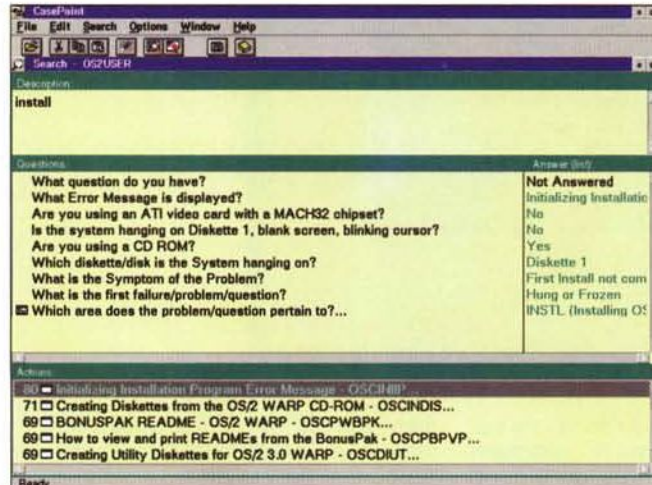 CasePoint
File Edit Search Options Window Help
Search - OS2USER
Description:
install
Questions: Answer (list):
What question do you have? Not Answered
What Error Message is displayed? Initializing Installatic
Are you using an ATI video card with a MACH32 chipset? No
Is the system hanging on Diskette 1, blank screen, blinking cursor? No
Are you using a CD ROM? Yes
Which diskette/disk is the System hanging on? Diskette 1
What is the Symptom of the Problem? First Install not com
What is the first failure/problem/question? Hung or Frozen
Which area does the problem/question pertain to?... INSTL (Installing OS
Actions:
80 Initializing Installation Program Error Message - OSCINIIP...
71 Creating Diskettes from the OS/2 WARP CD-ROM - OSCINDIS...
69 BONUSPAK README - OS/2 WARP - OSCPWBPK...
69 How to view and print READMEs from the BonusPak - OSCPBPVP...
69 Creating Utility Diskettes for OS/2 3.0 WARP - OSCDIUT...
Ready